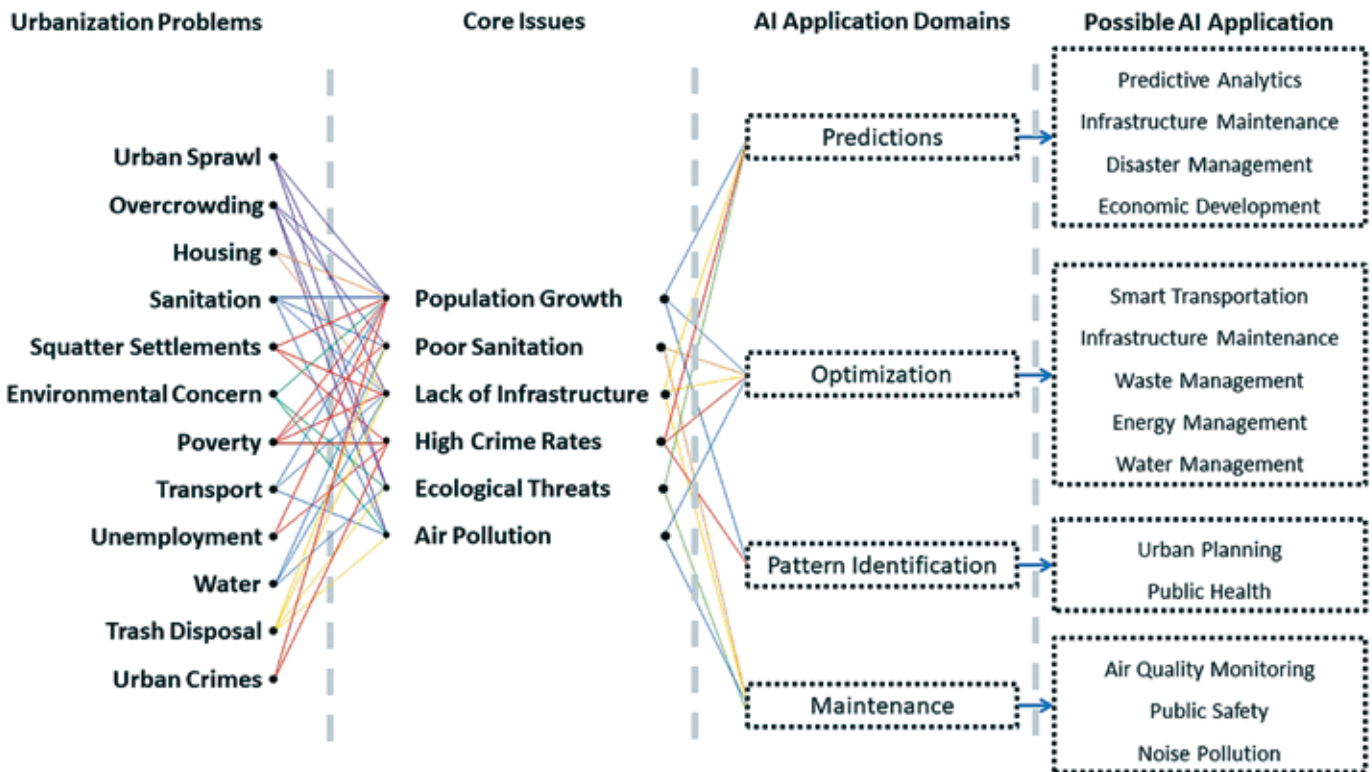 Urbanization Problems
Core Issues
AI Application Domains
Possible AI Application
Urban Sprawl
Overcrowding
Housing
Sanitation
Squatter Settlements
Environmental Concern
Poverty
Transport
Unemployment
Water
Trash Disposal
Urban Crimes
Population Growth
Poor Sanitation
Lack of Infrastructure
High Crime Rates
Ecological Threats
Air Pollution
Predictions
Optimization
Pattern Identification
Maintenance
Predictive Analytics
Infrastructure Maintenance
Disaster Management
Economic Development
Smart Transportation
Infrastructure Maintenance
Waste Management
Energy Management
Water Management
Urban Planning
Public Health
Air Quality Monitoring
Public Safety
Noise Pollution